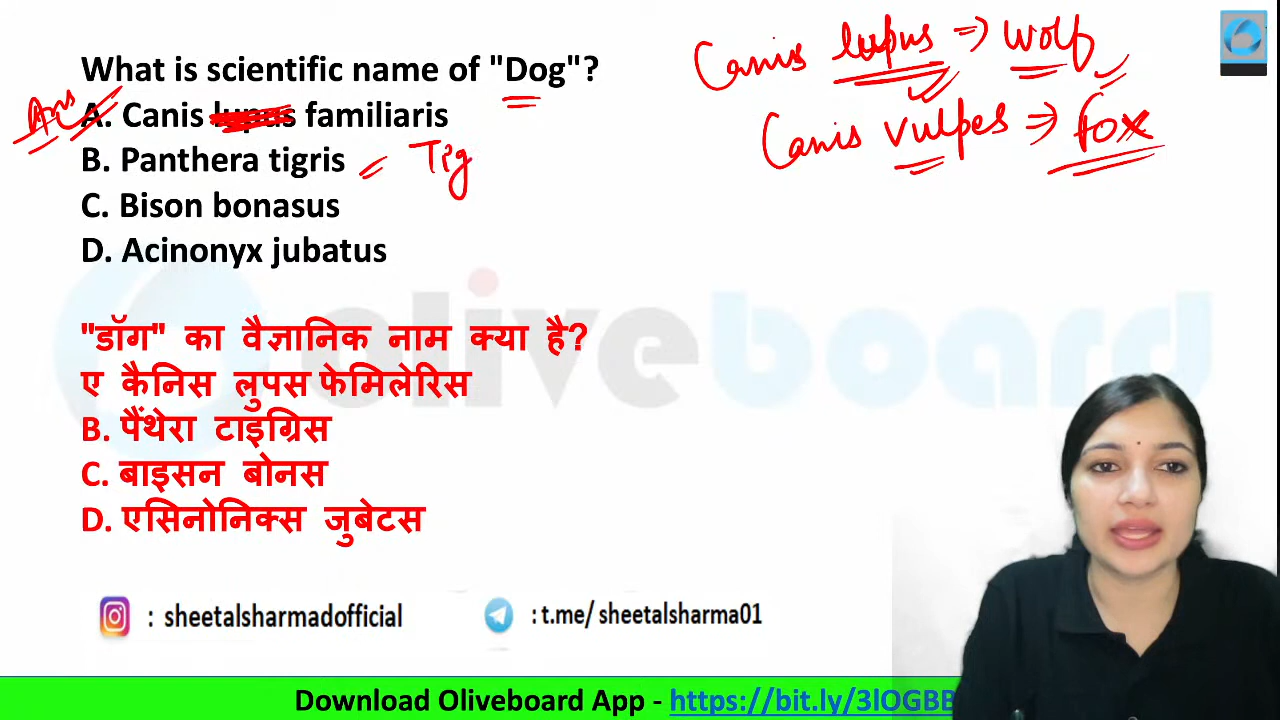 What is scientific name of "Dog"?
Ans
A. Canis lupus familiaris
B. Panthera tigris
Tig
C. Bison bonasus
D. Acinonyx jubatus
Canis lupus => wolf
Canis vulpes => fox
oliveboard
"डॉग" का वैज्ञानिक नाम क्या है?
ए कैनिस लुपस फेमिलेरिस
B. पैंथेरा टाइग्रिस
C. बाइसन बोनस
D. एसिनोनिक्स जुबेटस
: sheetalsharmadofficial
: t.me/ sheetalsharma01
Download Oliveboard App - https://bit.ly/3lOGBB